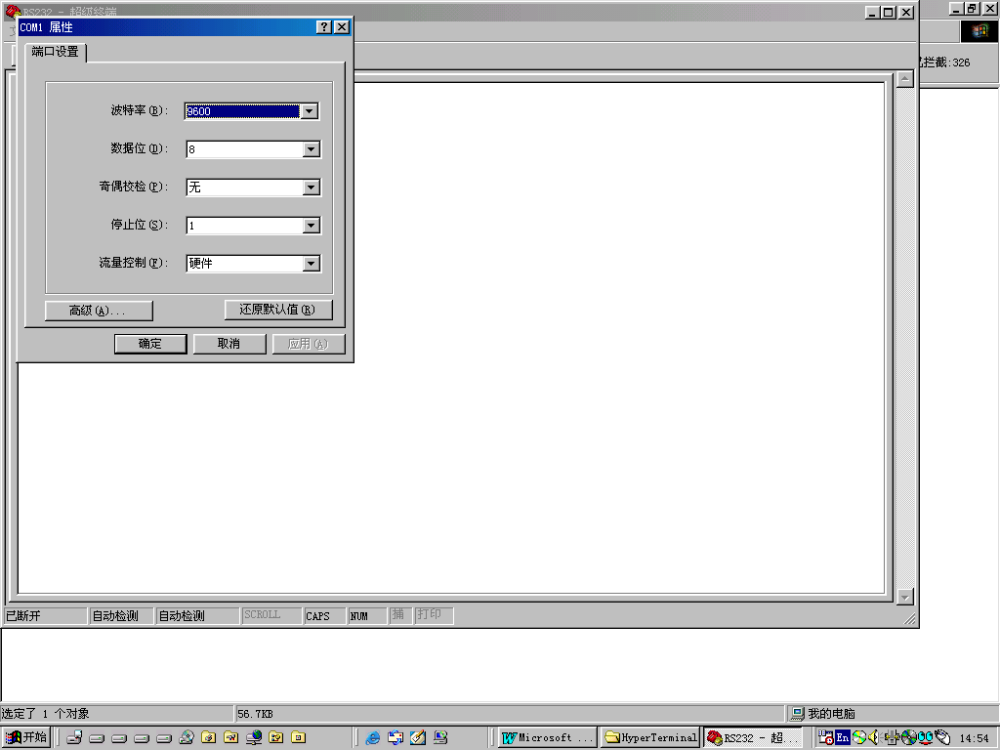 RS232 - 超级终端
COM1 属性
端口设置
已拦截:326
波特率(B):
9600
数据位(D):
8
奇偶校检(P):
无
停止位(S):
1
流量控制(F):
硬件
高级(A)...
还原默认值(R)
确定
取消
应用(A)
已断开
自动检测
自动检测
SCROLL
CAPS
NUM
捕
打印
选定了 1 个对象
56.7KB
我的电脑
开始
Microsoft ...
HyperTerminal
RS232 - 超...
En
14:54